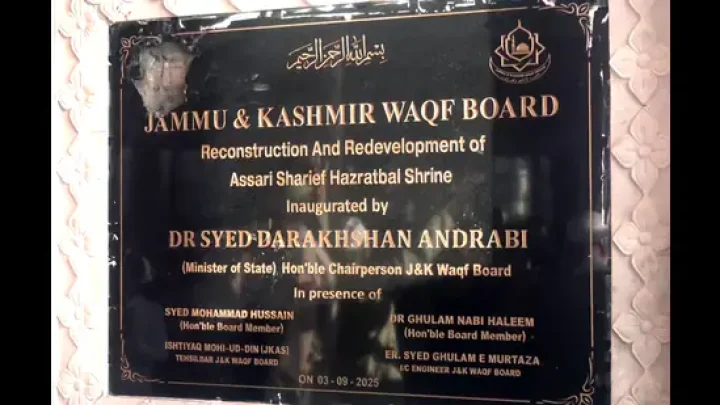 بسم الله الرحمن الرحيم
JAMMU & KASHMIR WAQF BOARD
Reconstruction And Redevelopment of
Assari Sharief Hazratbal Shrine
Inaugurated by
DR SYED DARAKHSHAN ANDRABI
(Minister of State) Hon'ble Chairperson J&K Waqf Board
In presence of
SYED MOHAMMAD HUSSAIN
(Hon'ble Board Member)
DR GHULAM NABI HALEEM
(Hon'ble Board Member)
ISHTIYAQ MOHI-UD-DIN (JKAS)
TEHSILDAR J&K WAQF BOARD
ER. SYED GHULAM E MURTAZA
EC ENGINEER J&K WAQF BOARD
ON 03-09-2025